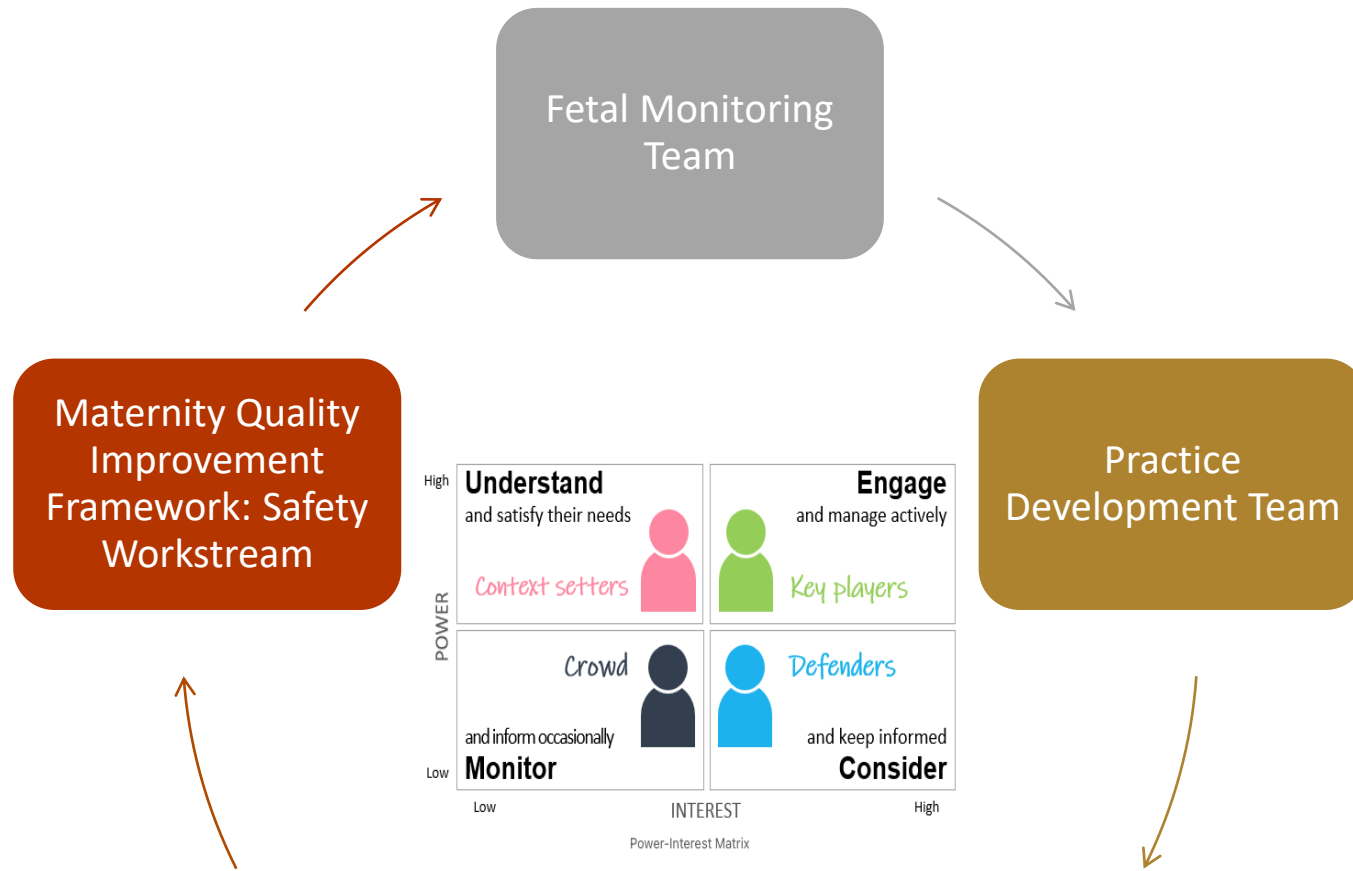 Fetal Monitoring
Team
Maternity Quality
Improvement
Framework: Safety
Workstream
Practice
Development Team
High
Understand
and satisfy their needs
Context setters
Engage
and manage actively
Key players
POWER
Crowd
and inform occasionally
Monitor
Defenders
and keep informed
Consider
Low
Low
INTEREST
High
Power-Interest Matrix